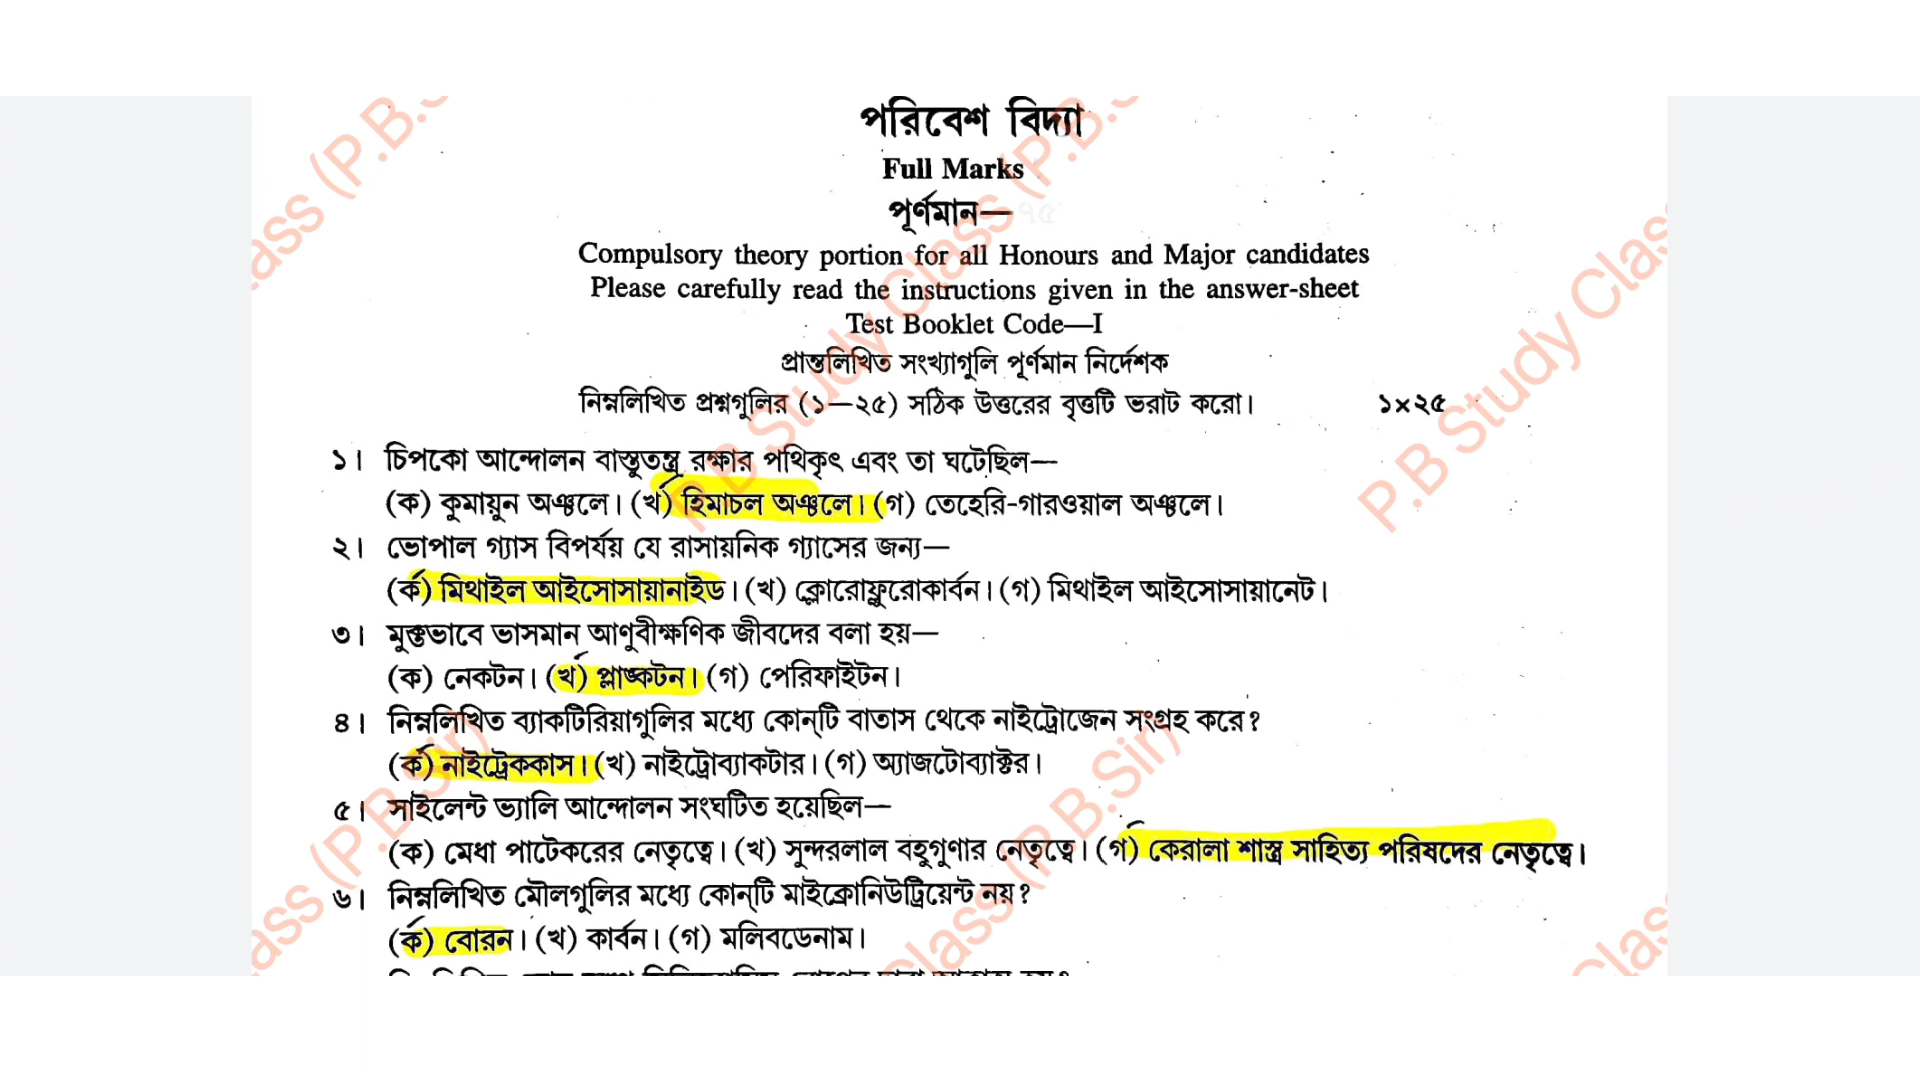 পরিবেশ বিদ্যা
Full Marks
পূর্ণমান—৭৫
Compulsory theory portion for all Honours and Major candidates
Please carefully read the instructions given in the answer-sheet
Test Booklet Code—I
প্রান্তলিখিত সংখ্যাগুলি পূর্ণমান নির্দেশক
নিম্নলিখিত প্রশ্নগুলির (১—২৫) সঠিক উত্তরের বৃত্তটি ভরাট করো। ১×২৫
১। চিপকো আন্দোলন বাস্তুতন্ত্র রক্ষার পথিকৃৎ এবং তা ঘটেছিল—
(ক) কুমায়ুন অঞ্চলে। (খ) হিমাচল অঞ্চলে। (গ) তেহেরি-গারওয়াল অঞ্চলে।
২। ভোপাল গ্যাস বিপর্যয় যে রাসায়নিক গ্যাসের জন্য—
(ক) মিথাইল আইসোসায়ানাইড। (খ) ক্লোরোফ্লুরোকার্বন। (গ) মিথাইল আইসোসায়ানেট।
৩। মুক্তভাবে ভাসমান আণুবীক্ষণিক জীবদের বলা হয়—
(ক) নেকটন। (খ) প্লাঙ্কটন। (গ) পেরিফাইটন।
৪। নিম্নলিখিত ব্যাকটিরিয়াগুলির মধ্যে কোন্‌টি বাতাস থেকে নাইট্রোজেন সংগ্রহ করে?
(ক) নাইট্রেককাস। (খ) নাইট্রোব্যাকটার। (গ) অ্যাজটোব্যাক্টর।
৫। সাইলেন্ট ভ্যালি আন্দোলন সংঘটিত হয়েছিল—
(ক) মেধা পাটেকরের নেতৃত্বে। (খ) সুন্দরলাল বহুগুণার নেতৃত্বে। (গ) কেরালা শাস্ত্র সাহিত্য পরিষদের নেতৃত্বে।
৬। নিম্নলিখিত মৌলগুলির মধ্যে কোন্‌টি মাইক্রোনিউট্রিয়েন্ট নয়?
(ক) বোরন। (খ) কার্বন। (গ) মলিবডেনাম।
P.B Study Class (P.B.Sir)